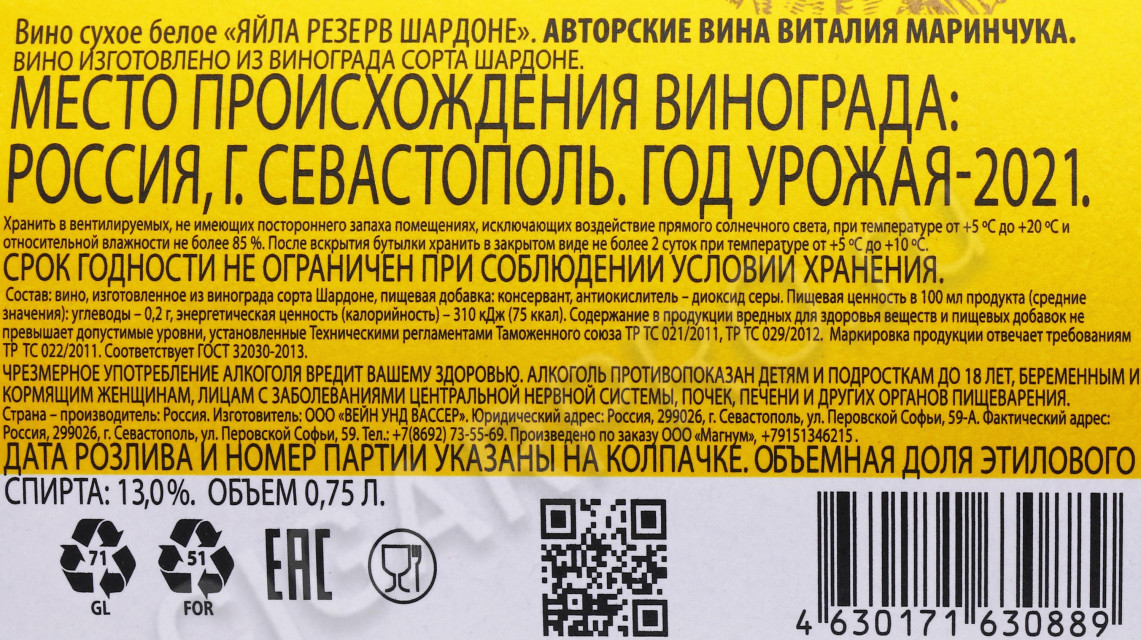 Вино сухое белое «ЯЙЛА РЕЗЕРВ ШАРДОНЕ». АВТОРСКИЕ ВИНА ВИТАЛИЯ МАРИНЧУКА.
ВИНО ИЗГОТОВЛЕНО ИЗ ВИНОГРАДА СОРТА ШАРДОНЕ.
МЕСТО ПРОИСХОЖДЕНИЯ ВИНОГРАДА:
РОССИЯ, Г. СЕВАСТОПОЛЬ. ГОД УРОЖАЯ-2021.
Хранить в вентилируемых, не имеющих постороннего запаха помещениях, исключающих воздействие прямого солнечного света, при температуре от +5 ºС до +20 ºС и
относительной влажности не более 85 %. После вскрытия бутылки хранить в закрытом виде не более 2 суток при температуре от +5 ºС до +10 ºС.
СРОК ГОДНОСТИ НЕ ОГРАНИЧЕН ПРИ СОБЛЮДЕНИИ УСЛОВИЙ ХРАНЕНИЯ.
Состав: вино, изготовленное из винограда сорта Шардоне, пищевая добавка: консервант, антиокислитель – диоксид серы. Пищевая ценность в 100 мл продукта (средние
значения): углеводы – 0,2 г, энергетическая ценность (калорийность) – 310 кДж (75 ккал). Содержание в продукции вредных для здоровья веществ и пищевых добавок не
превышает допустимые уровни, установленные Техническими регламентами Таможенного союза ТР ТС 021/2011, ТР ТС 029/2012. Маркировка продукции отвечает требованиям
ТР ТС 022/2011. Соответствует ГОСТ 32030-2013.
ЧРЕЗМЕРНОЕ УПОТРЕБЛЕНИЕ АЛКОГОЛЯ ВРЕДИТ ВАШЕМУ ЗДОРОВЬЮ. АЛКОГОЛЬ ПРОТИВОПОКАЗАН ДЕТЯМ И ПОДРОСТКАМ ДО 18 ЛЕТ, БЕРЕМЕННЫМ И
КОРМЯЩИМ ЖЕНЩИНАМ, ЛИЦАМ С ЗАБОЛЕВАНИЯМИ ЦЕНТРАЛЬНОЙ НЕРВНОЙ СИСТЕМЫ, ПОЧЕК, ПЕЧЕНИ И ДРУГИХ ОРГАНОВ ПИЩЕВАРЕНИЯ.
Страна – производитель: Россия. Изготовитель: ООО «ВЕЙН УНД ВАССЕР». Юридический адрес: Россия, 299026, г. Севастополь, ул. Перовской Софьи, 59-А. Фактический адрес:
Россия, 299026, г. Севастополь, ул. Перовской Софьи, 59. Тел.: +7(8692) 73-55-69. Произведено по заказу ООО «Магнум», +79151346215.
ДАТА РОЗЛИВА И НОМЕР ПАРТИИ УКАЗАНЫ НА КОЛПАЧКЕ. ОБЪЕМНАЯ ДОЛЯ ЭТИЛОВОГО
СПИРТА: 13,0%. ОБЪЕМ 0,75 Л.
71 51 EAC
GL FOR
4 630171 630889